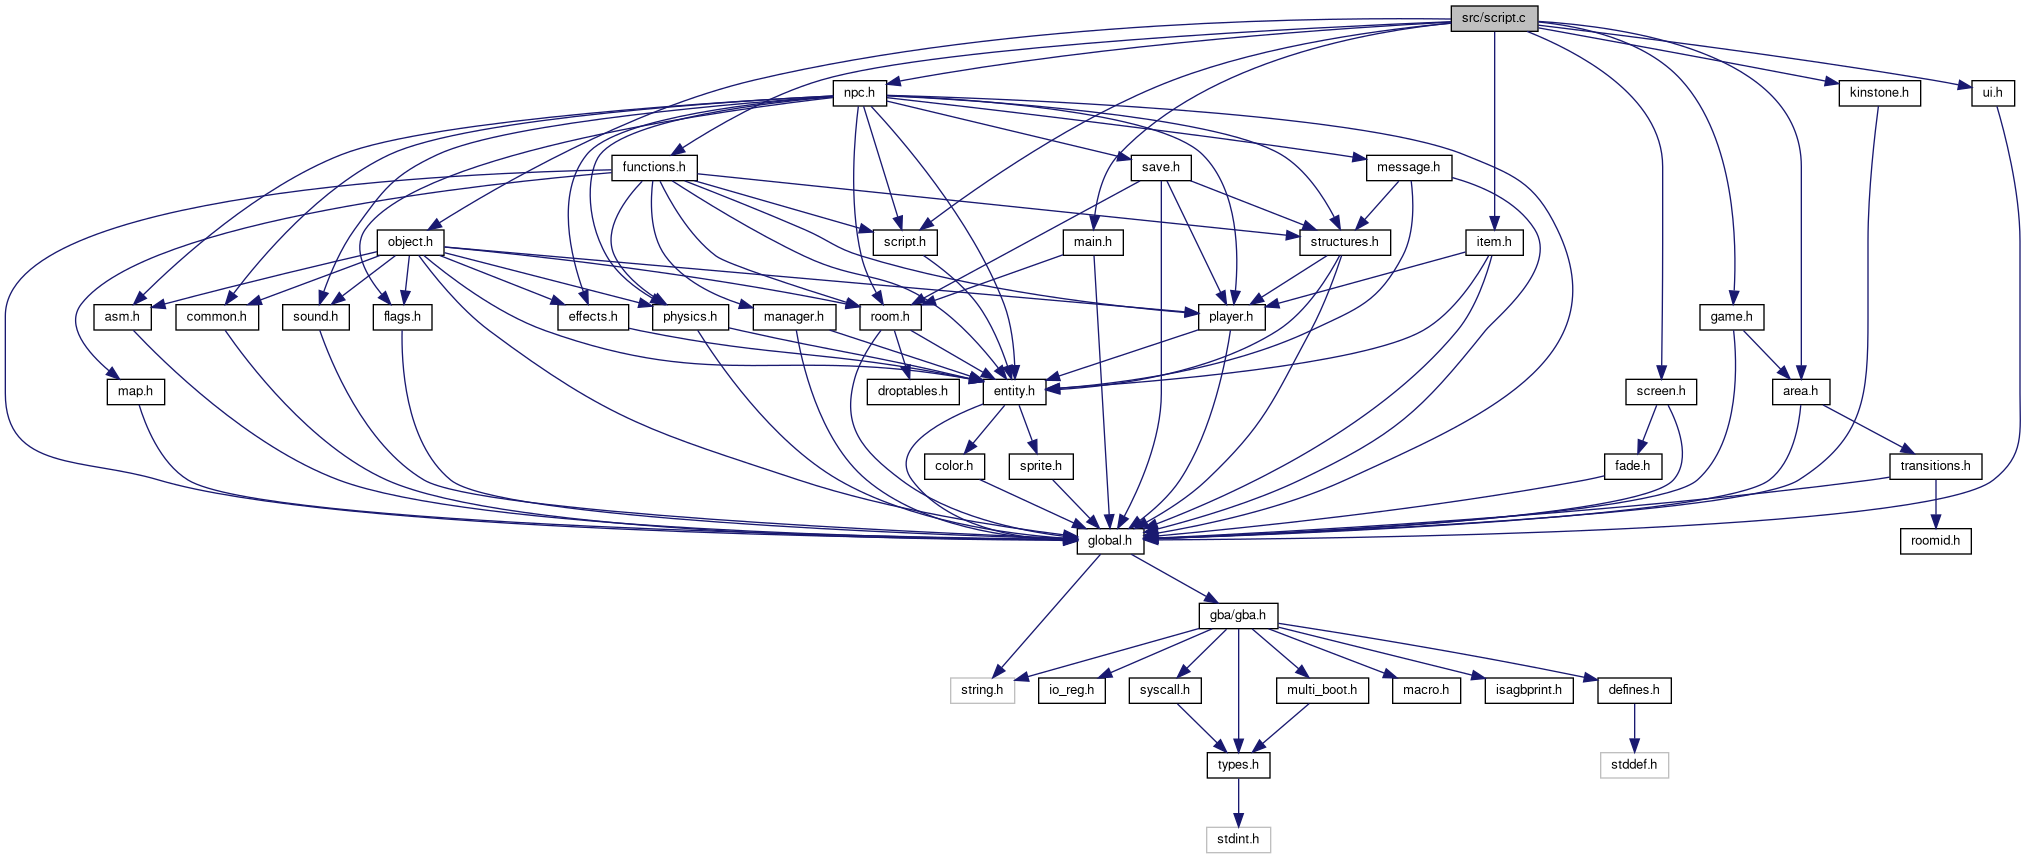 src/script.c
npc.h
kinstone.h
ui.h
functions.h
save.h
message.h
object.h
script.h
main.h
structures.h
item.h
asm.h
common.h
sound.h
flags.h
effects.h
physics.h
manager.h
room.h
player.h
game.h
map.h
droptables.h
entity.h
screen.h
area.h
color.h
sprite.h
fade.h
transitions.h
global.h
roomid.h
gba/gba.h
string.h
io_reg.h
syscall.h
multi_boot.h
macro.h
isagbprint.h
defines.h
types.h
stddef.h
stdint.h